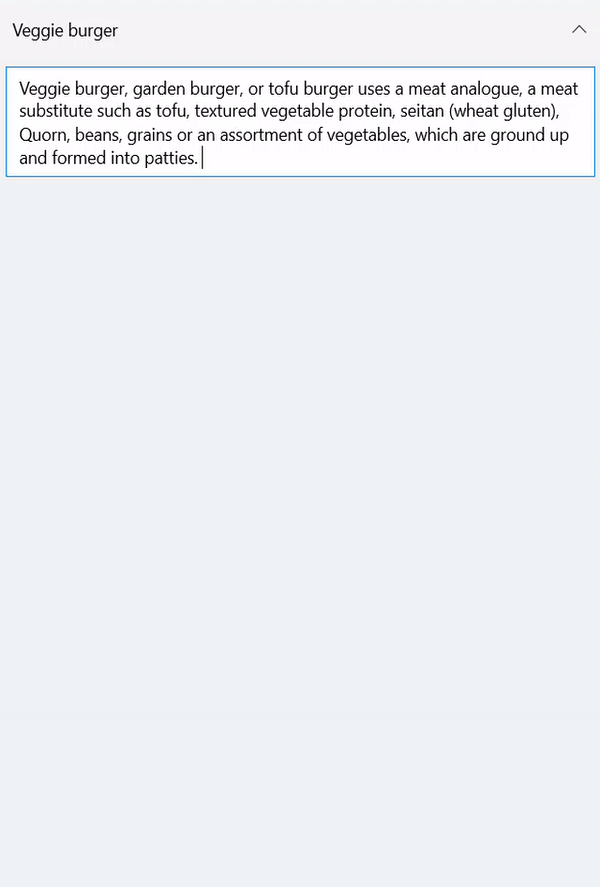 Veggie burger
Veggie burger, garden burger, or tofu burger uses a meat analogue, a meat
substitute such as tofu, textured vegetable protein, seitan (wheat gluten),
Quorn, beans, grains or an assortment of vegetables, which are ground up
and formed into patties.